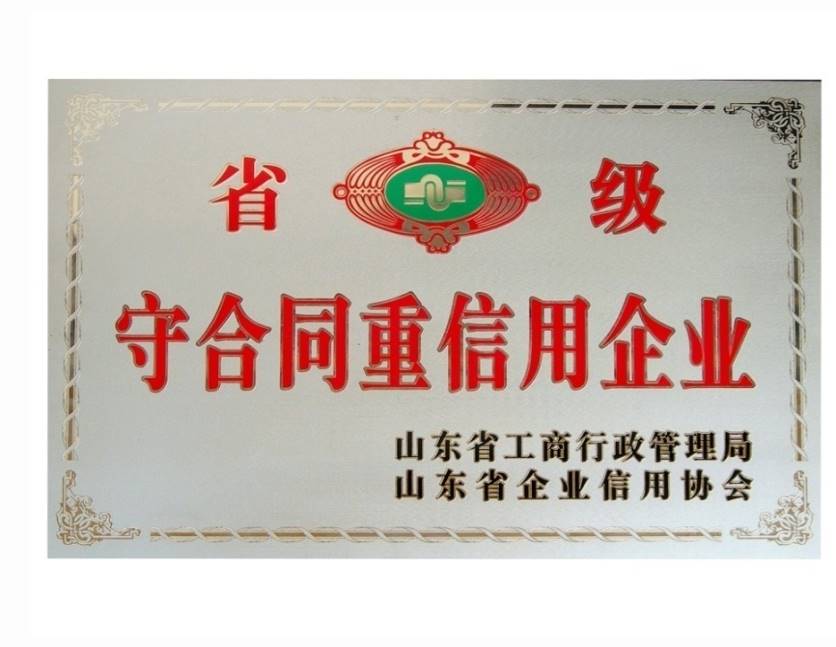 省 级
守合同重信用企业
山东省工商行政管理局
山东省企业信用协会